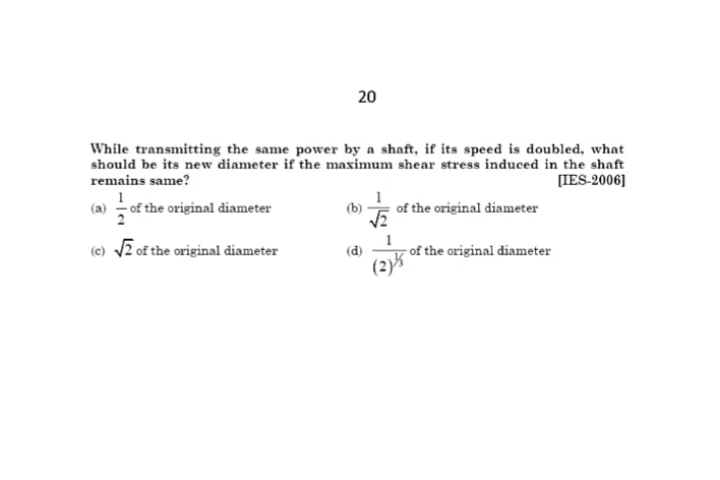 20
While transmitting the same power by a shaft, if its speed is doubled, what
should be its new diameter if the maximum shear stress induced in the shaft
remains same? [IES-2006]
(a) 1/2 of the original diameter (b) 1/√2 of the original diameter
(c) √2 of the original diameter (d) 1/(2)^⅓ of the original diameter